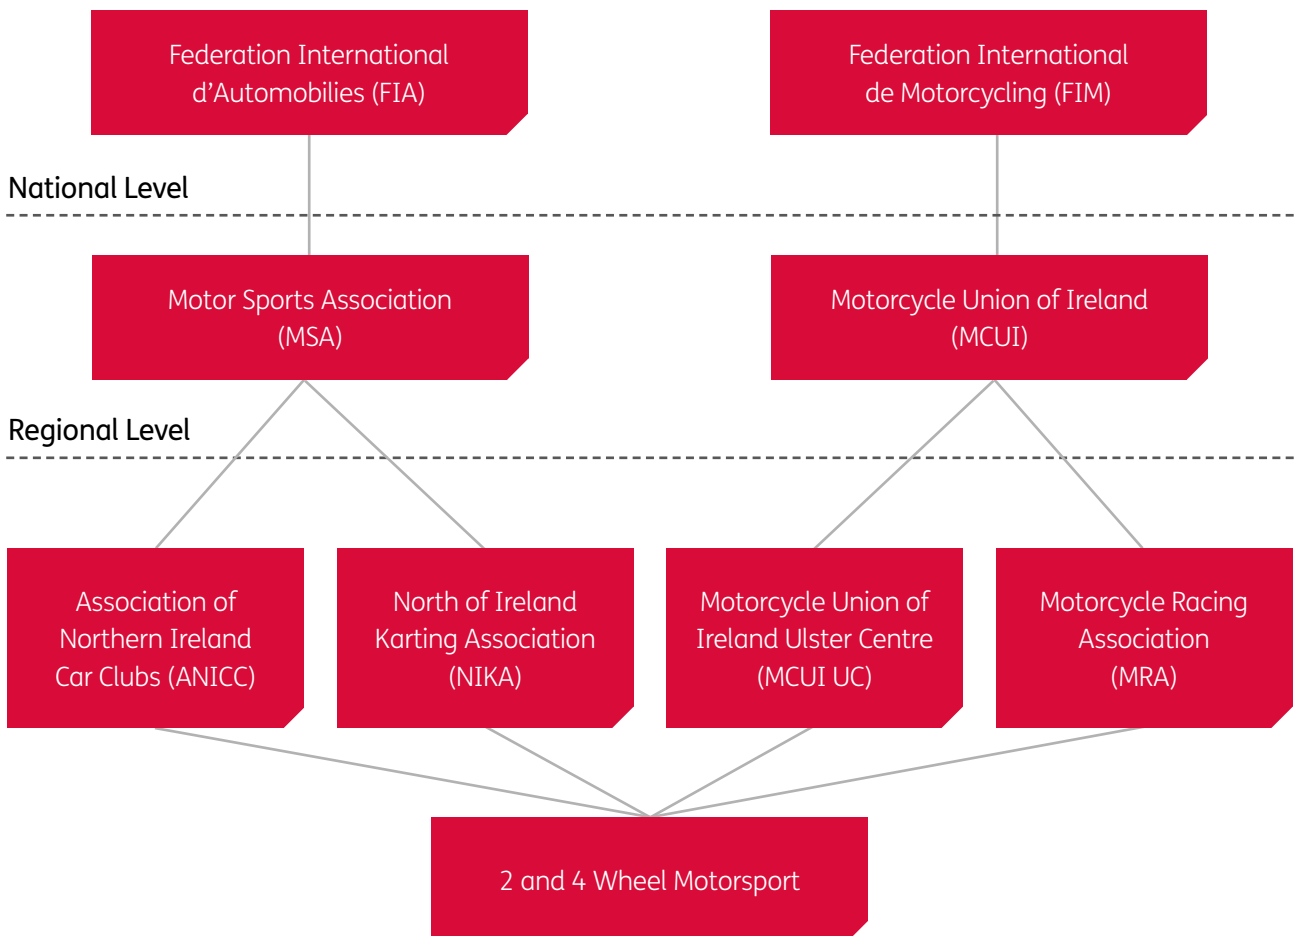 Federation International
d’Automobilies (FIA)
Federation International
de Motorcycling (FIM)
National Level
Motor Sports Association
(MSA)
Motorcycle Union of Ireland
(MCUI)
Regional Level
Association of
Northern Ireland
Car Clubs (ANICC)
North of Ireland
Karting Association
(NIKA)
Motorcycle Union of
Ireland Ulster Centre
(MCUI UC)
Motorcycle Racing
Association
(MRA)
2 and 4 Wheel Motorsport